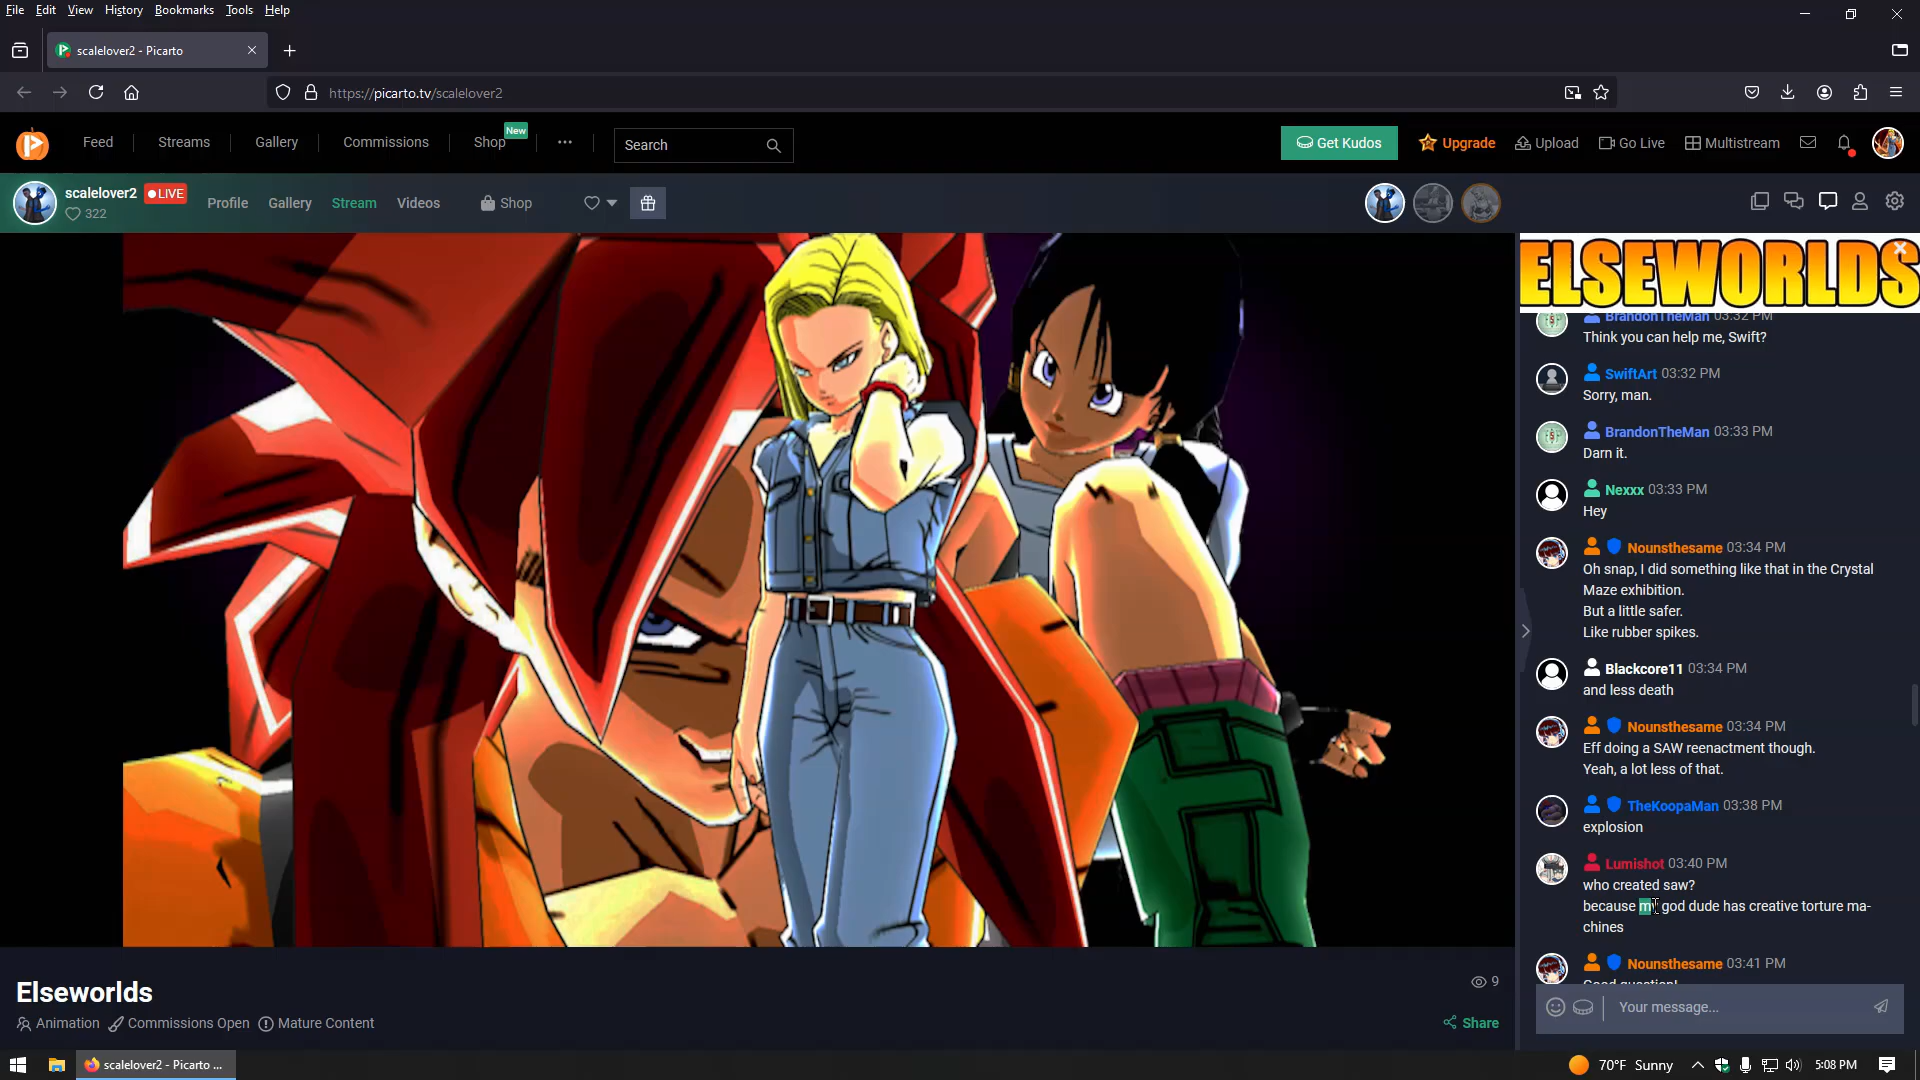 File Edit View History Bookmarks Tools Help
scalelover2 - Picarto
https://picarto.tv/scalelover2
Feed Streams Gallery Commissions Shop New ... Search Get Kudos Upgrade Upload Go Live Multistream
scalelover2 LIVE
322
Profile Gallery Stream Videos Shop
ELSEWORLDS
BrandonTheMan 03:32 PM
Think you can help me, Swift?
SwiftArt 03:32 PM
Sorry, man.
BrandonTheMan 03:33 PM
Darn it.
Nexxx 03:33 PM
Hey
Nounsthesame 03:34 PM
Oh snap, I did something like that in the Crystal
Maze exhibition.
But a little safer.
Like rubber spikes.
Blackcore11 03:34 PM
and less death
Nounsthesame 03:34 PM
Eff doing a SAW reenactment though.
Yeah, a lot less of that.
TheKoopaMan 03:38 PM
explosion
Lumishot 03:40 PM
who created saw?
because my god dude has creative torture ma-
chines
Nounsthesame 03:41 PM
Good question!
Your message...
Elseworlds
9
Animation Commissions Open Mature Content
Share
scalelover2 - Picarto ...
70°F Sunny
5:08 PM